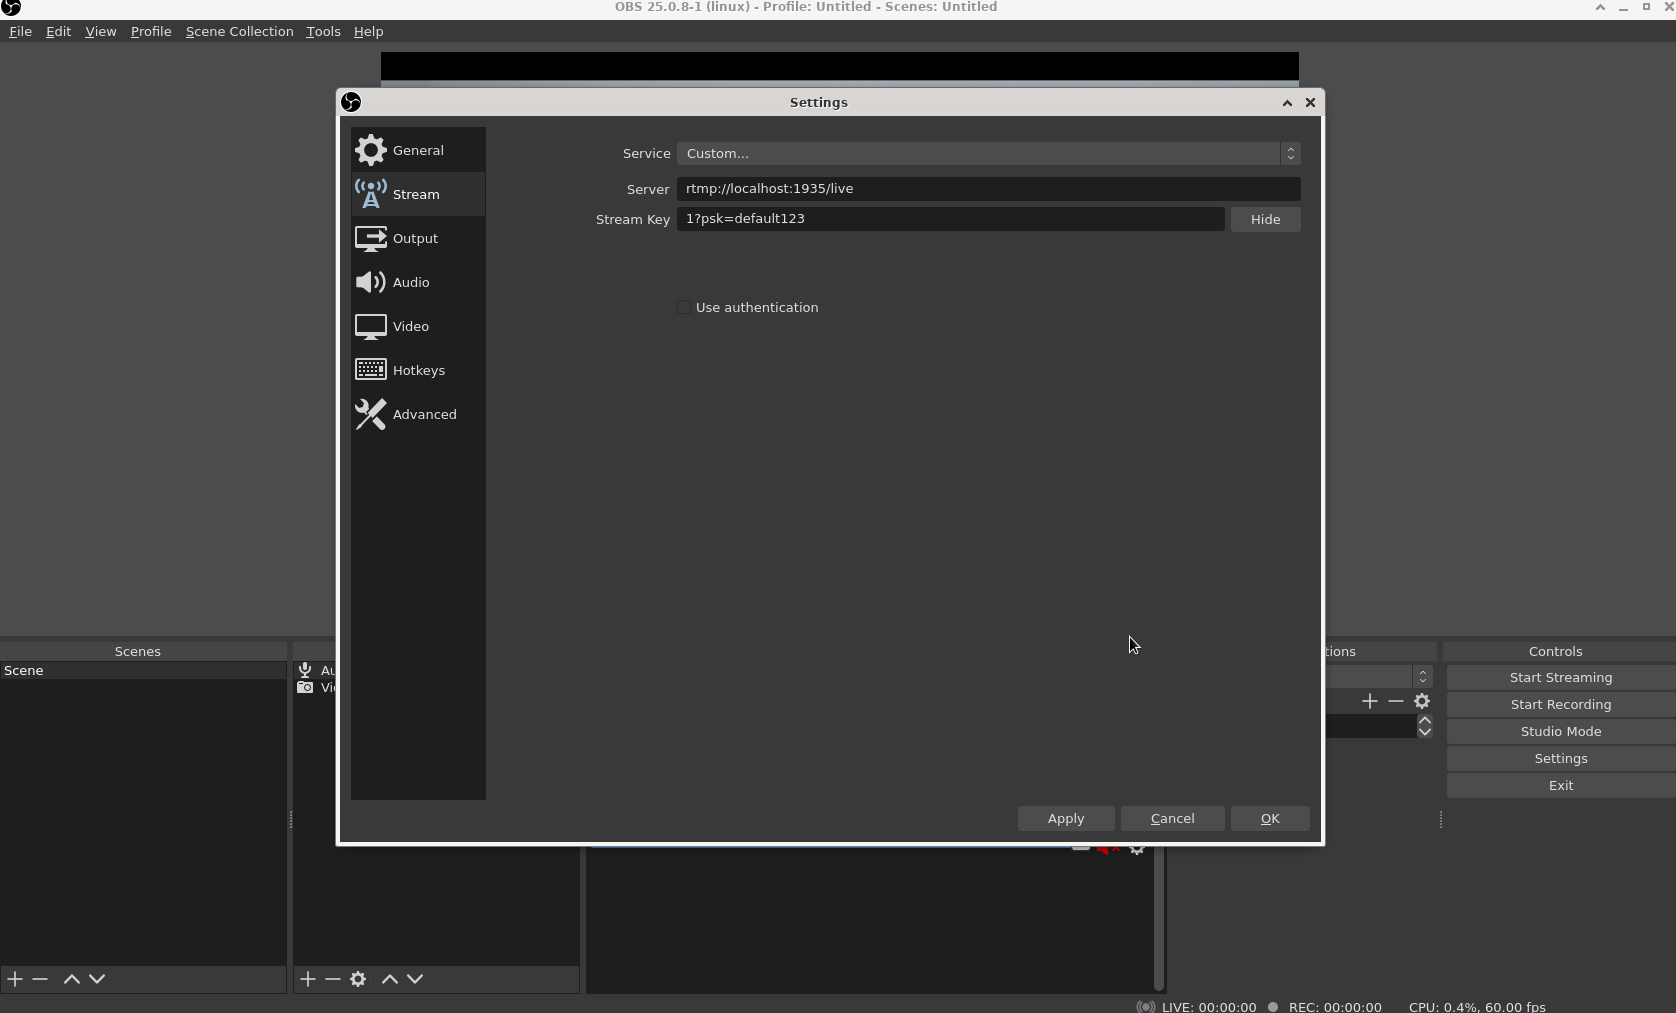 OBS 25.0.8-1 (linux) - Profile: Untitled - Scenes: Untitled
File Edit View Profile Scene Collection Tools Help
Settings
General
Stream
Output
Audio
Video
Hotkeys
Advanced
Service Custom...
Server rtmp://localhost:1935/live
Stream Key 1?psk=default123 Hide
Use authentication
Apply Cancel OK
Scenes
Scene
Controls
Start Streaming
Start Recording
Studio Mode
Settings
Exit
LIVE: 00:00:00 REC: 00:00:00 CPU: 0.4%, 60.00 fps